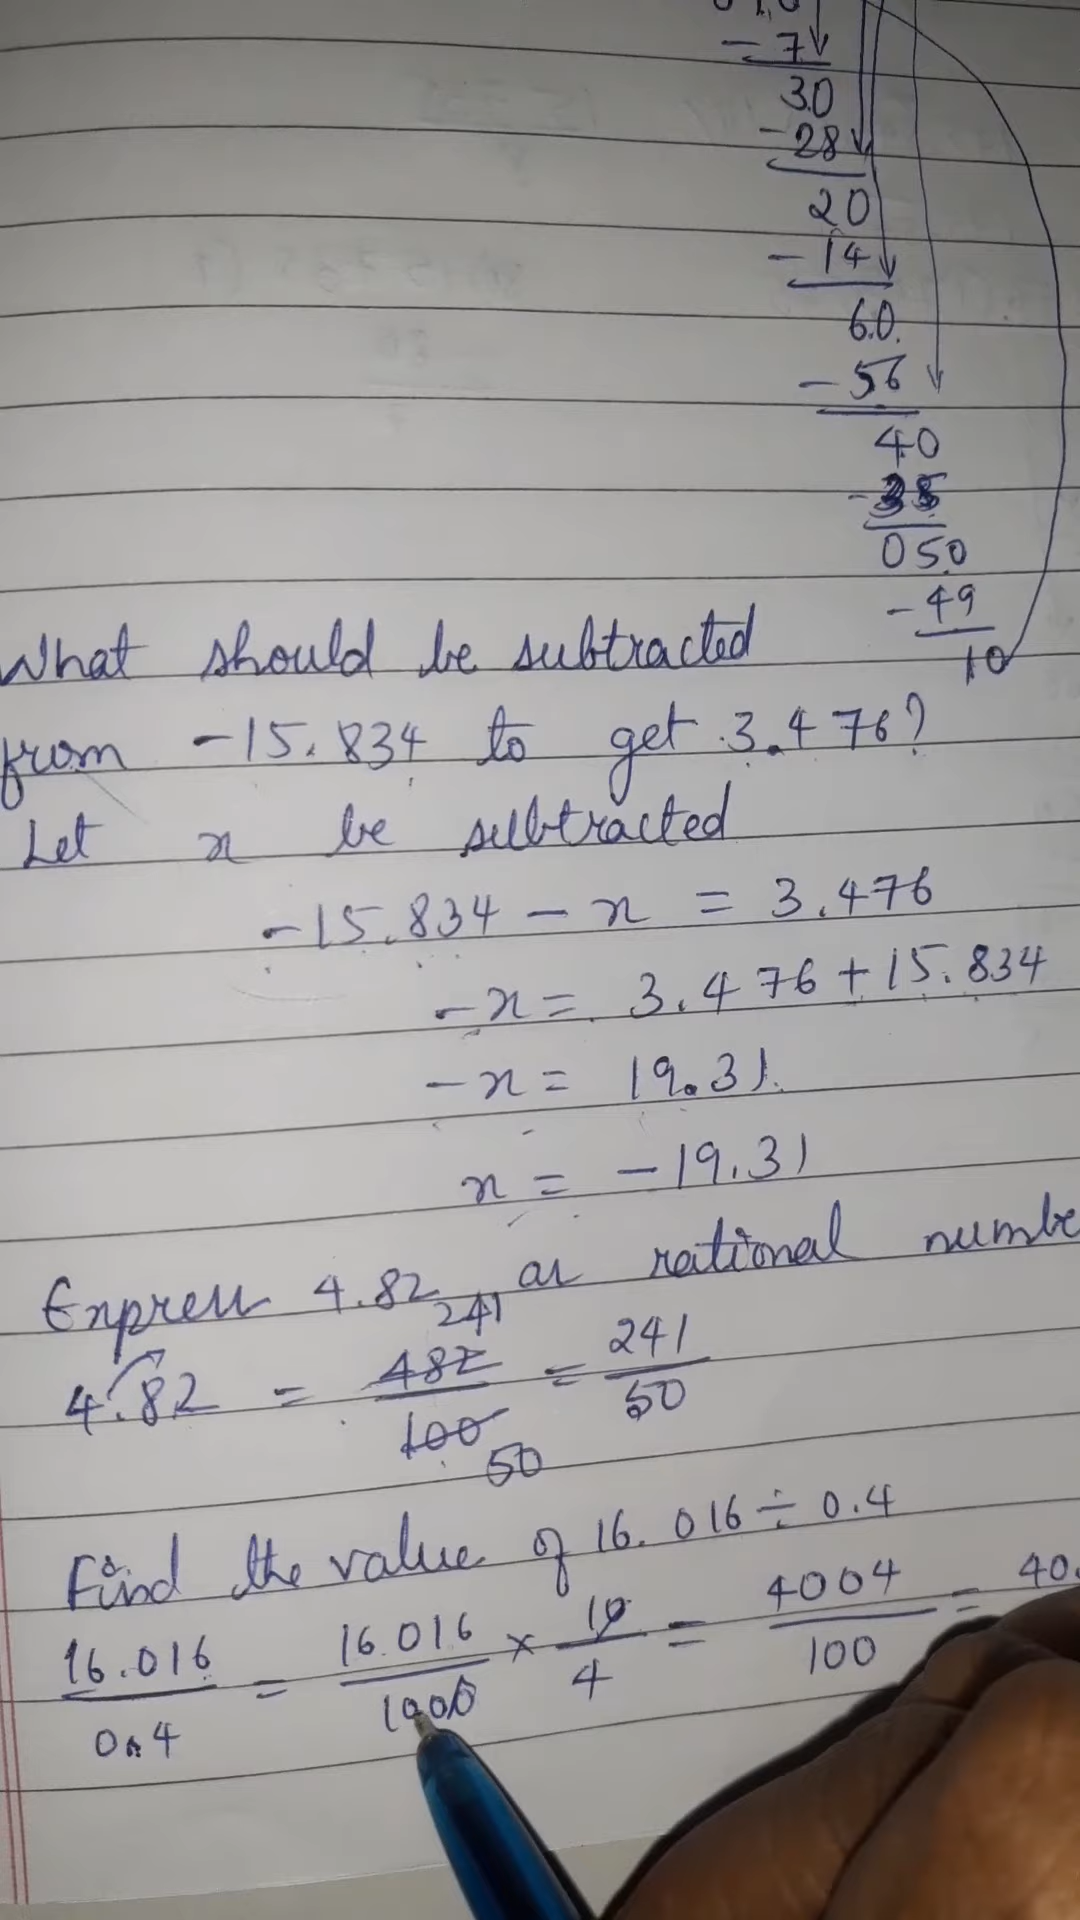 - 7
30
- 28
20
- 14
60
- 56
40
- 35
050
- 49
10
What should be subtracted
from -15.834 to get 3.476?
Let x be subtracted
-15.834 - x = 3.476
-x = 3.476 + 15.834
-x = 19.31
x = -19.31
Express 4.82 as rational numbe
241
4.82 = 482/100 = 241/50
50
Find the value of 16.016 ÷ 0.4
16.016/0.4 = 16.016/1000 × 10/4 = 4004/100 = 40.